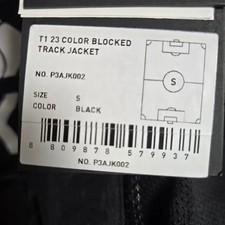 T1 23 COLOR BLOCKED
TRACK JACKET
NO. P3AJK002
S
SIZE S
COLOR BLACK
8 809878 579937
NO. P3AJK002